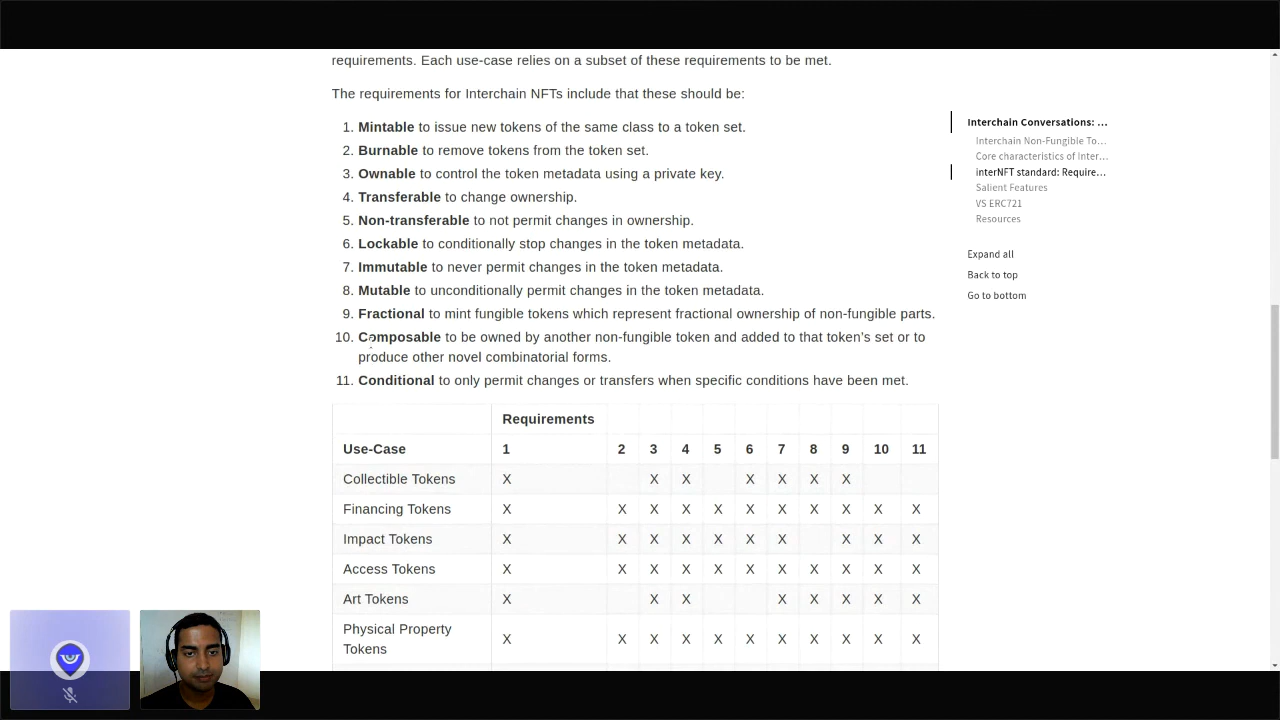 requirements. Each use-case relies on a subset of these requirements to be met.
The requirements for Interchain NFTs include that these should be:
1. Mintable to issue new tokens of the same class to a token set.
2. Burnable to remove tokens from the token set.
3. Ownable to control the token metadata using a private key.
4. Transferable to change ownership.
5. Non-transferable to not permit changes in ownership.
6. Lockable to conditionally stop changes in the token metadata.
7. Immutable to never permit changes in the token metadata.
8. Mutable to unconditionally permit changes in the token metadata.
9. Fractional to mint fungible tokens which represent fractional ownership of non-fungible parts.
10. Composable to be owned by another non-fungible token and added to that token's set or to
produce other novel combinatorial forms.
11. Conditional to only permit changes or transfers when specific conditions have been met.
Requirements
Use-Case 1 2 3 4 5 6 7 8 9 10 11
Collectible Tokens X X X X X X X
Financing Tokens X X X X X X X X X X X
Impact Tokens X X X X X X X X X X
Access Tokens X X X X X X X X X X X
Art Tokens X X X X X X X X
Physical Property
Tokens X X X X X X X X X X X
Interchain Conversations: ...
Interchain Non-Fungible To...
Core characteristics of Inter...
interNFT standard: Require...
Salient Features
VS ERC721
Resources
Expand all
Back to top
Go to bottom